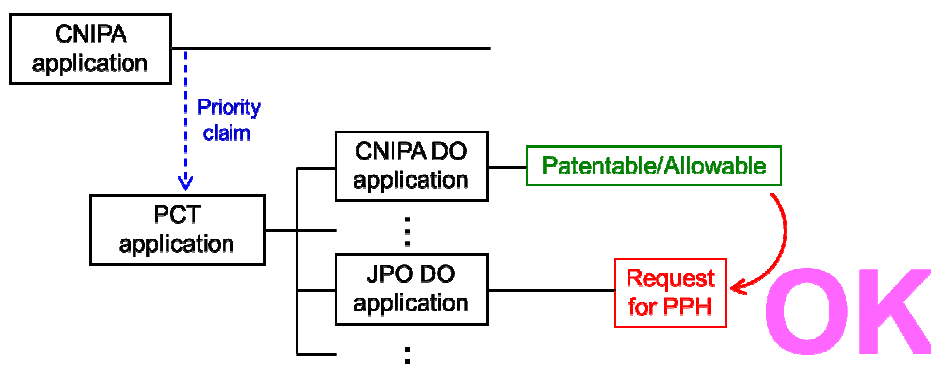 CNIPA
application
Priority
claim
CNIPA DO
application
Patentable/Allowable
PCT
application
JPO DO
application
Request
for PPH
OK